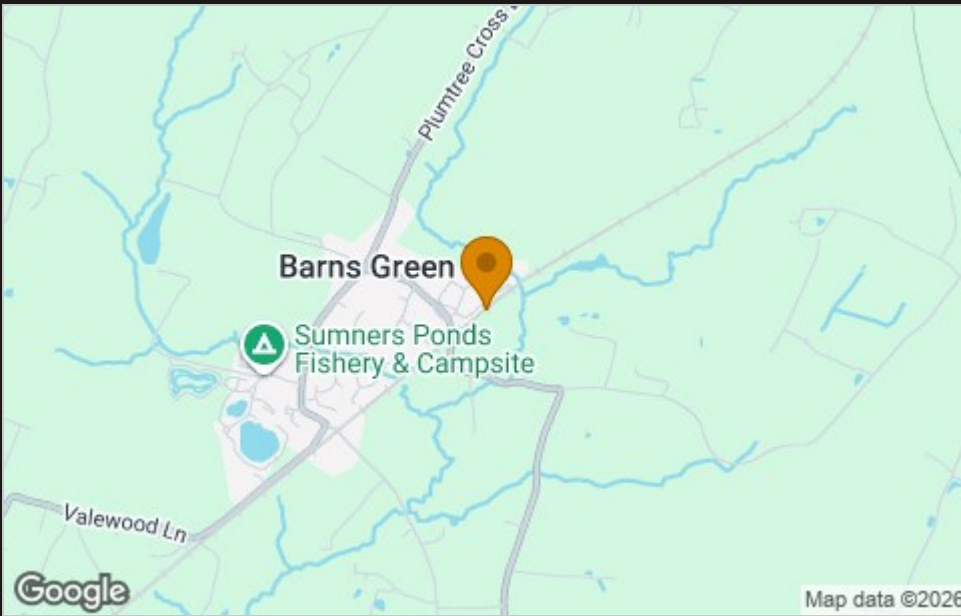 Plumtree Cross
Barns Green
Sumners Ponds
Fishery & Campsite
Valewood Ln
Google
Map data ©2026